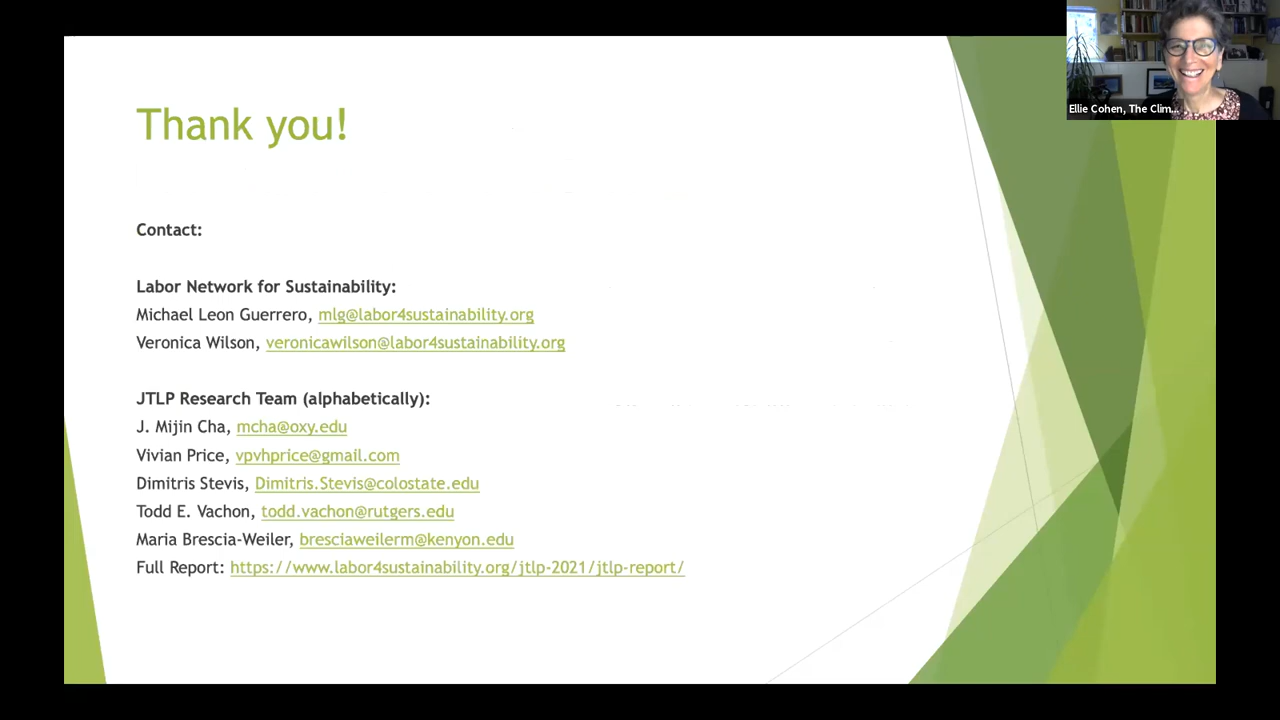 Ellie Cohen, The Clim...
Thank you!
Contact:
Labor Network for Sustainability:
Michael Leon Guerrero, mlg@labor4sustainability.org
Veronica Wilson, veronicawilson@labor4sustainability.org
JTLP Research Team (alphabetically):
J. Mijin Cha, mcha@oxy.edu
Vivian Price, vpvhprice@gmail.com
Dimitris Stevis, Dimitris.Stevis@colostate.edu
Todd E. Vachon, todd.vachon@rutgers.edu
Maria Brescia-Weiler, bresciaweilerm@kenyon.edu
Full Report: https://www.labor4sustainability.org/jtlp-2021/jtlp-report/